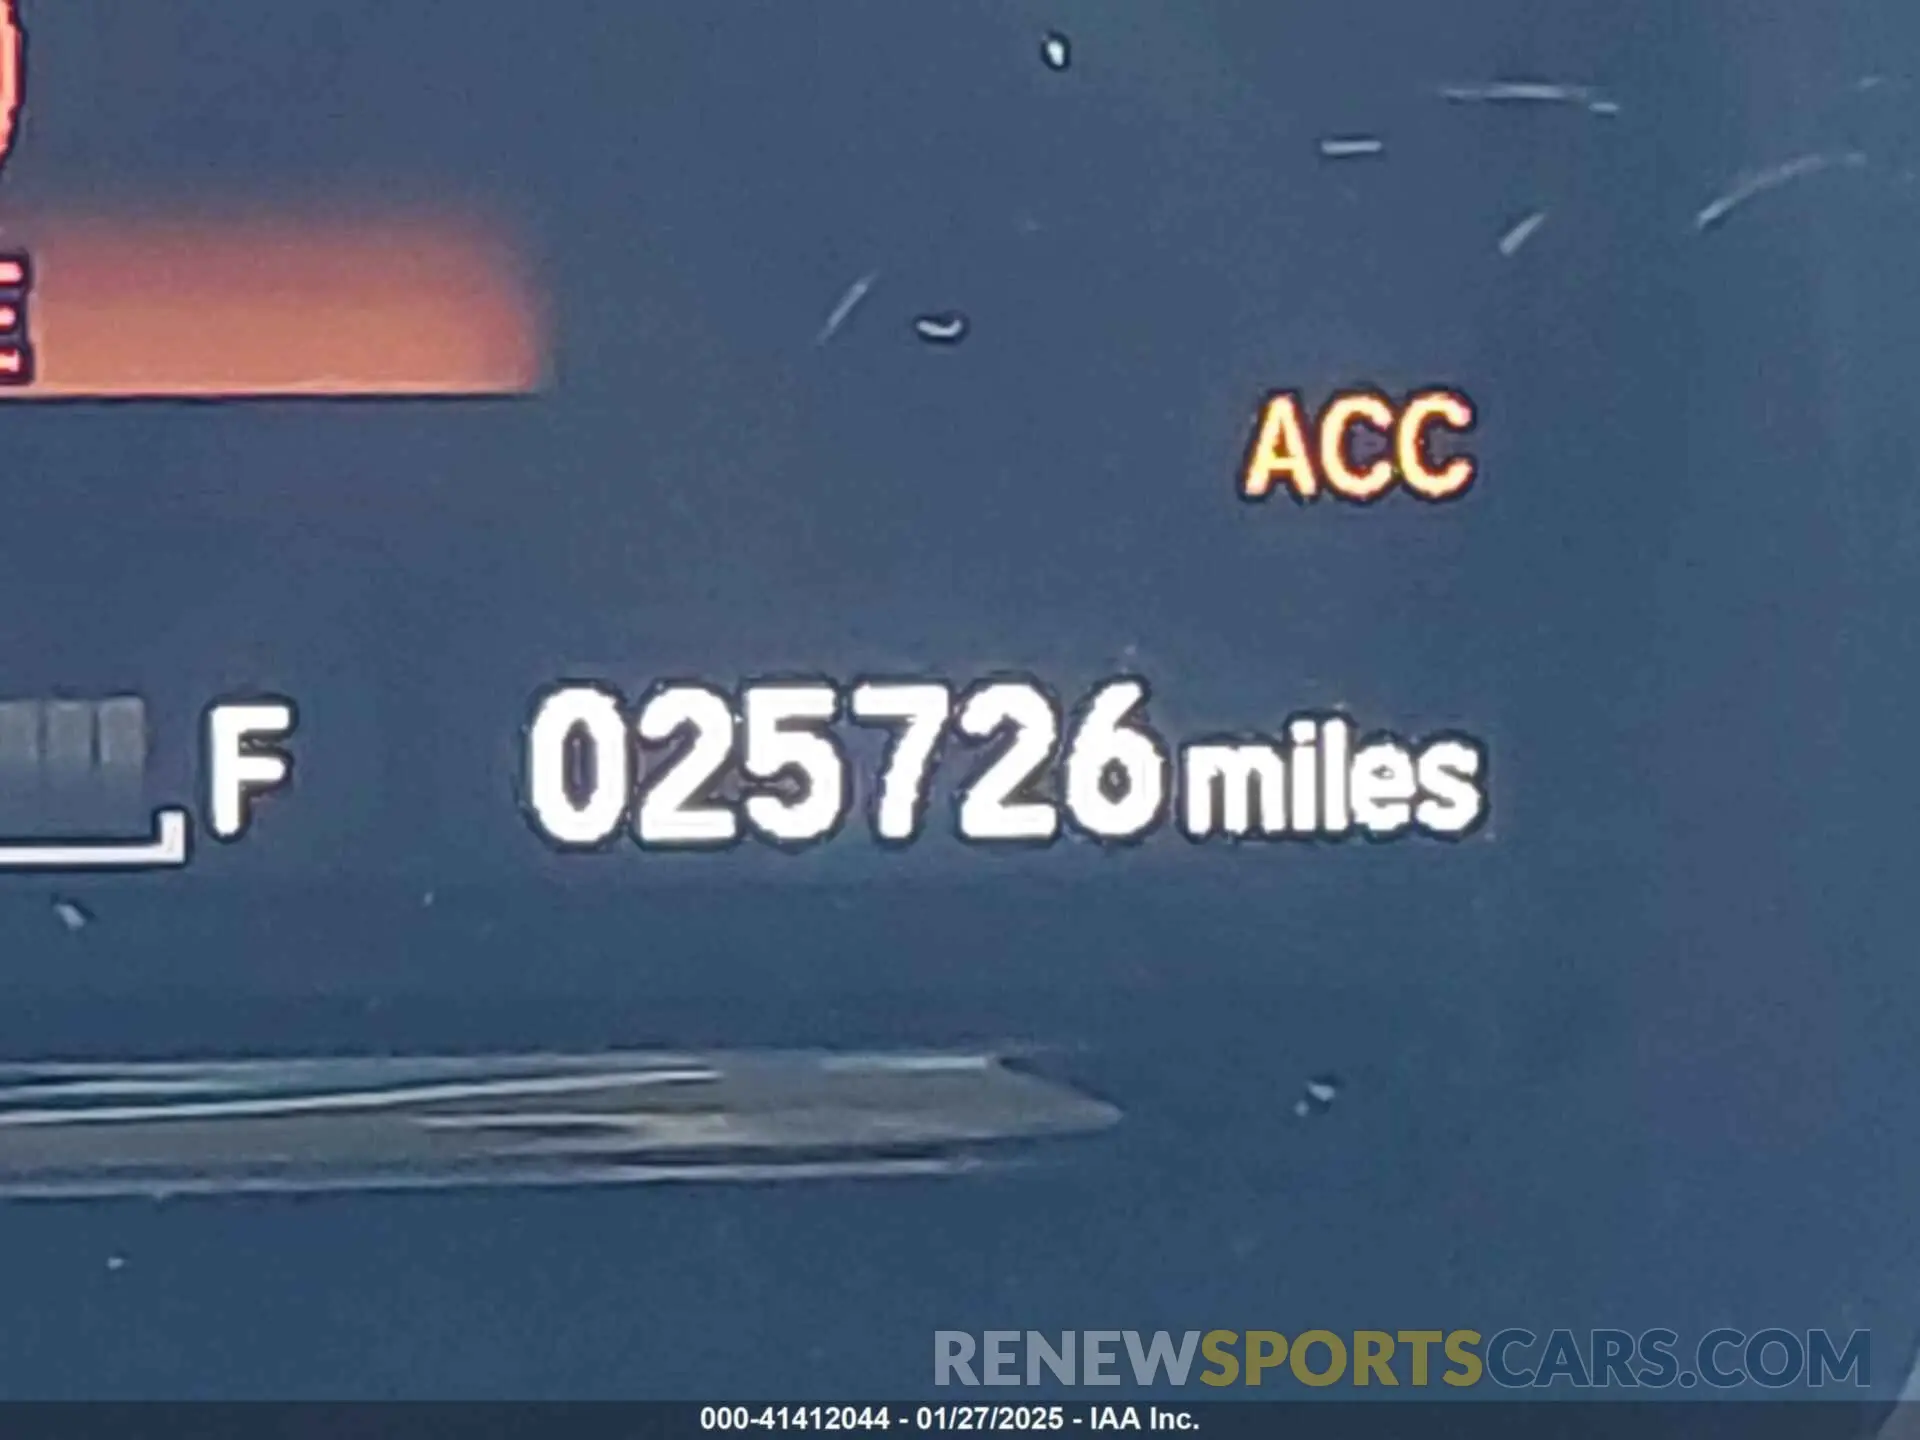 ACC
F
025726 miles
RENEWSPORTSCARS.COM
000-41412044 - 01/27/2025 - IAA Inc.